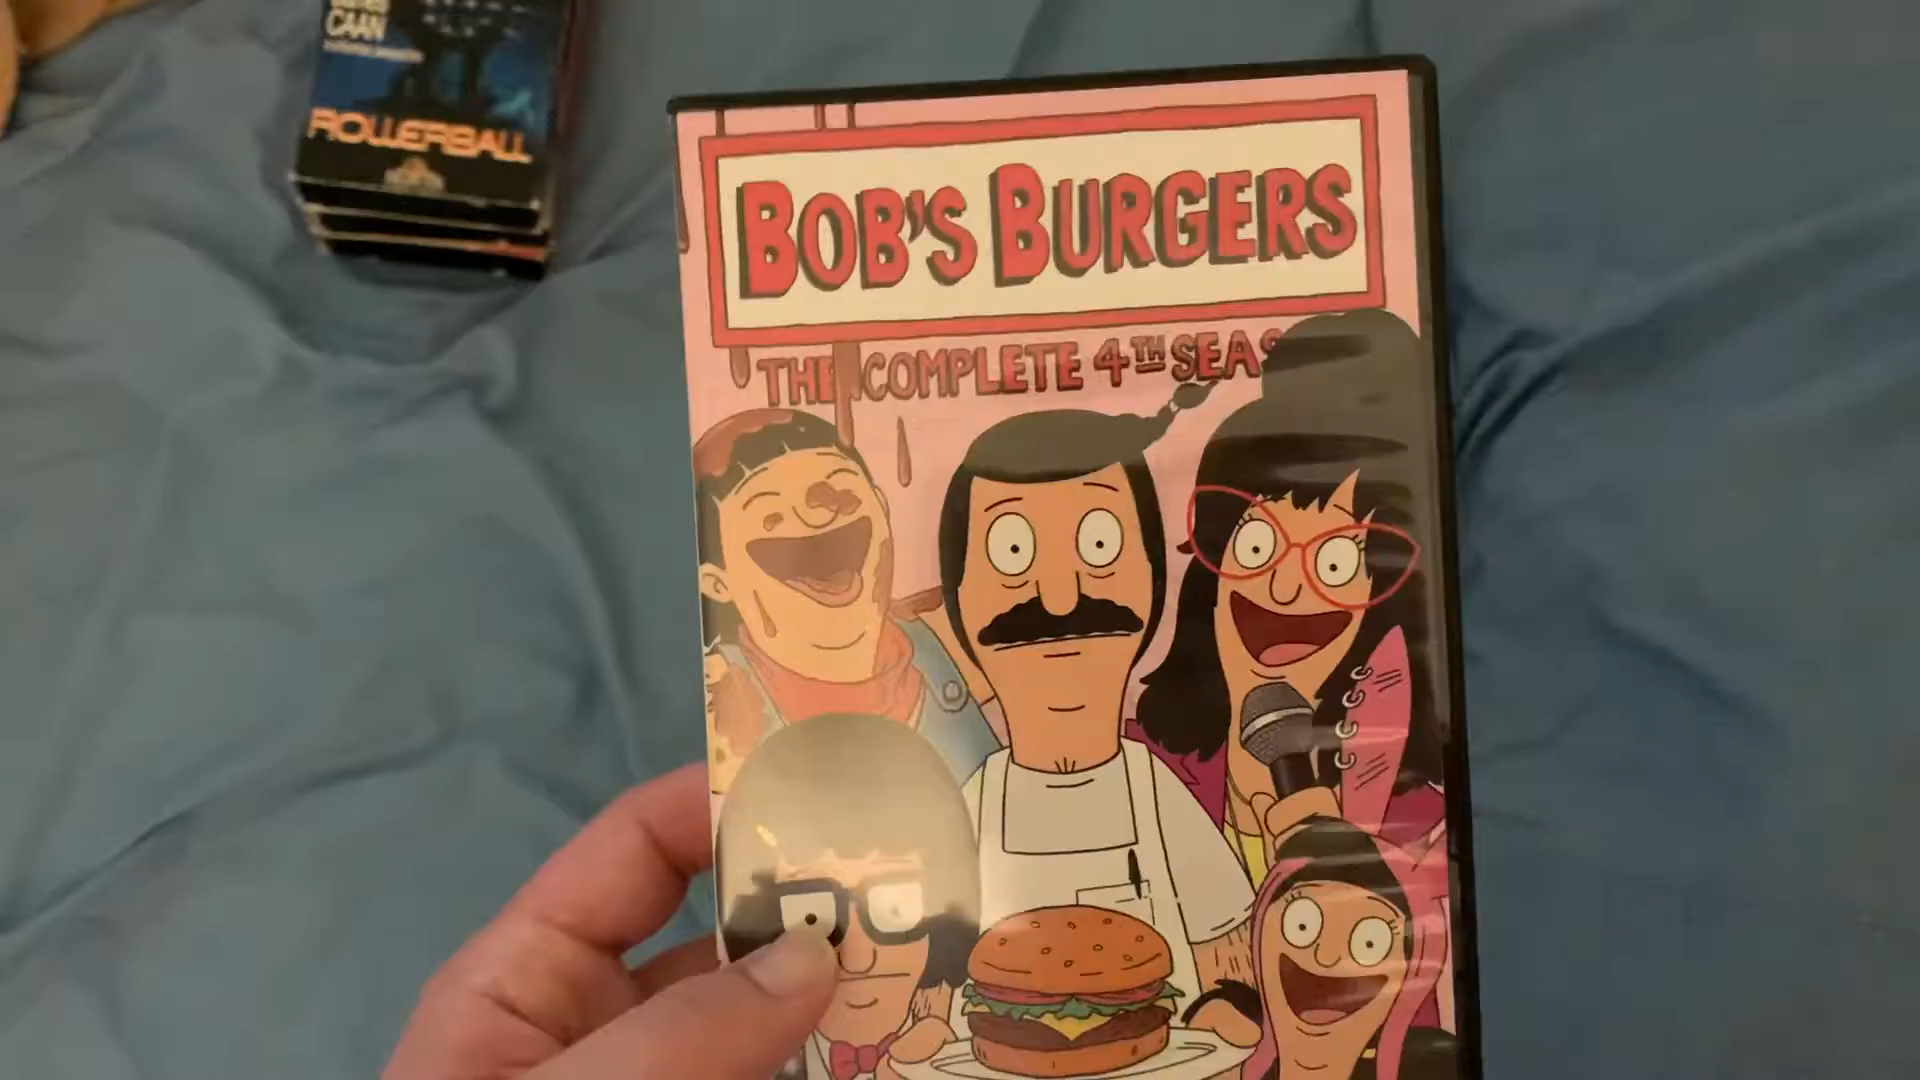 CAAN
ROLLERBALL
BOB'S BURGERS
THE COMPLETE 4TH SEAS